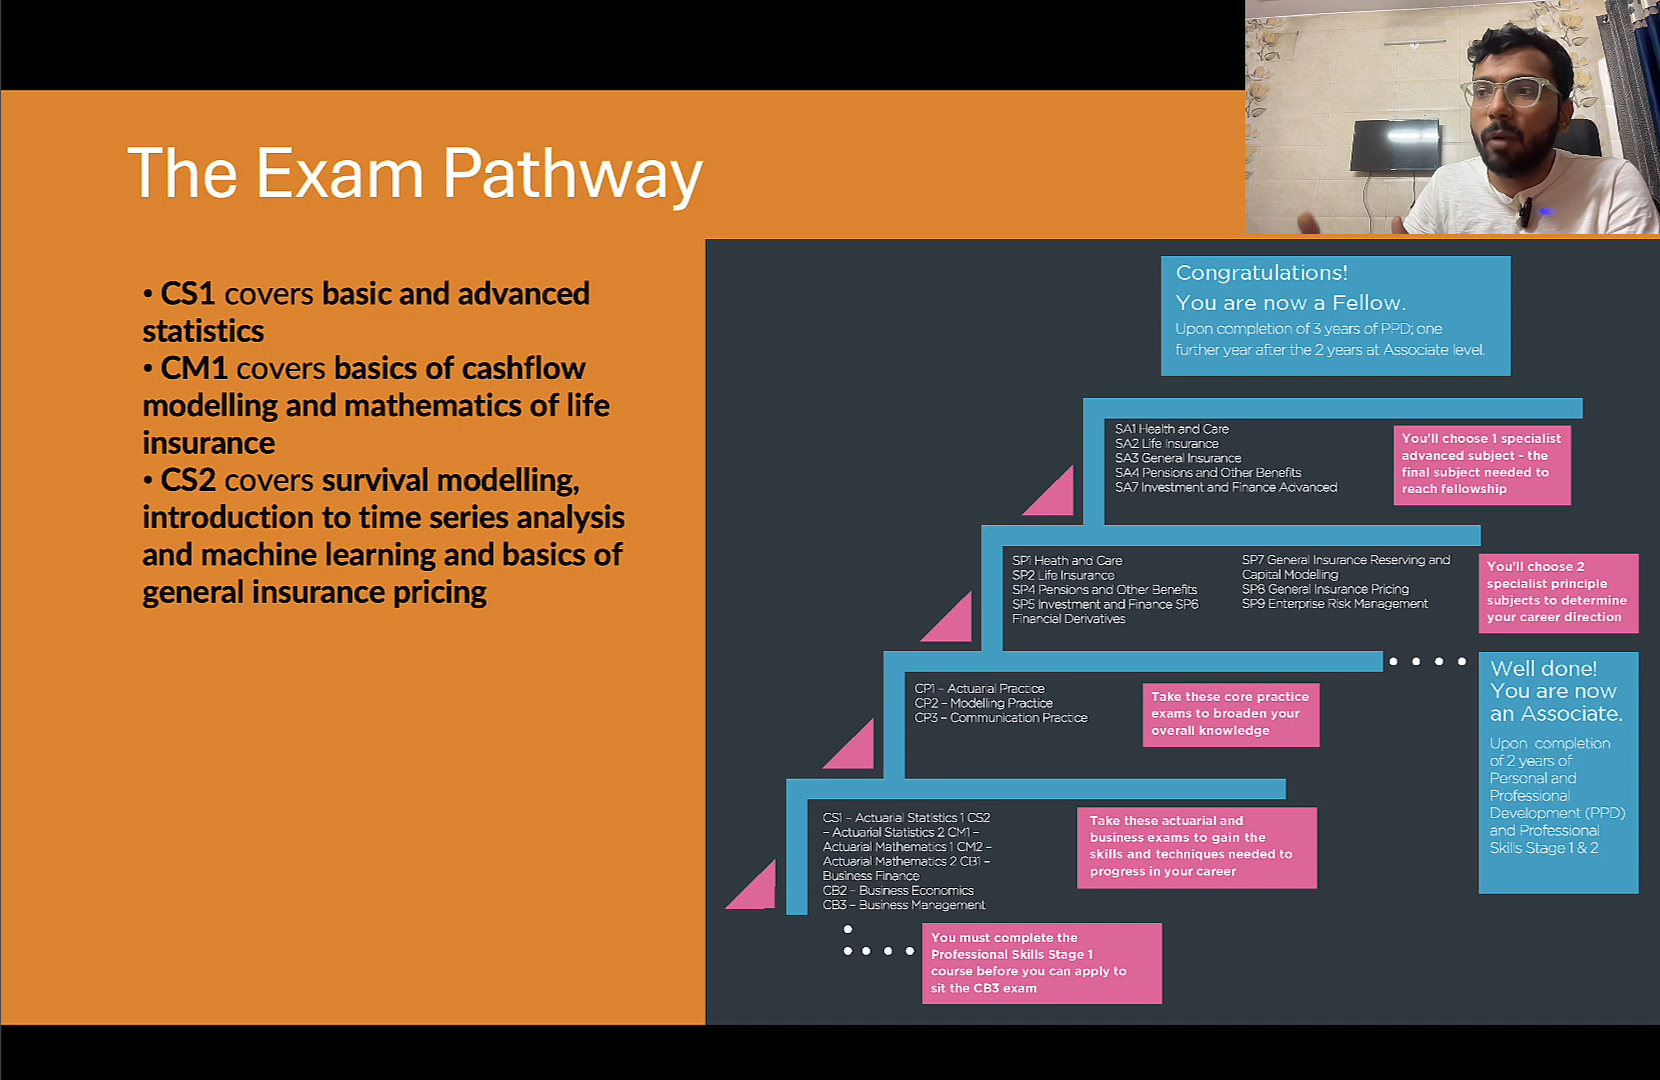 The Exam Pathway
• CS1 covers basic and advanced
statistics
• CM1 covers basics of cashflow
modelling and mathematics of life
insurance
• CS2 covers survival modelling,
introduction to time series analysis
and machine learning and basics of
general insurance pricing
Congratulations!
You are now a Fellow.
Upon completion of 3 years of PPD; one
further year after the 2 years at Associate level.
SA1 Health and Care
SA2 Life Insurance
SA3 General Insurance
SA4 Pensions and Other Benefits
SA7 Investment and Finance Advanced
You'll choose 1 specialist
advanced subject - the
final subject needed to
reach fellowship
SP1 Heath and Care
SP2 Life Insurance
SP4 Pensions and Other Benefits
SP5 Investment and Finance SP6
Financial Derivatives
SP7 General Insurance Reserving and
Capital Modelling
SP8 General Insurance Pricing
SP9 Enterprise Risk Management
You'll choose 2
specialist principle
subjects to determine
your career direction
CP1 – Actuarial Practice
CP2 – Modelling Practice
CP3 – Communication Practice
Take these core practice
exams to broaden your
overall knowledge
Well done!
You are now
an Associate.
Upon completion
of 2 years of
Personal and
Professional
Development (PPD)
and Professional
Skills Stage 1 & 2
CS1 – Actuarial Statistics 1 CS2
– Actuarial Statistics 2 CM1 –
Actuarial Mathematics 1 CM2 –
Actuarial Mathematics 2 CB1 –
Business Finance
CB2 – Business Economics
CB3 – Business Management
Take these actuarial and
business exams to gain the
skills and techniques needed to
progress in your career
You must complete the
Professional Skills Stage 1
course before you can apply to
sit the CB3 exam